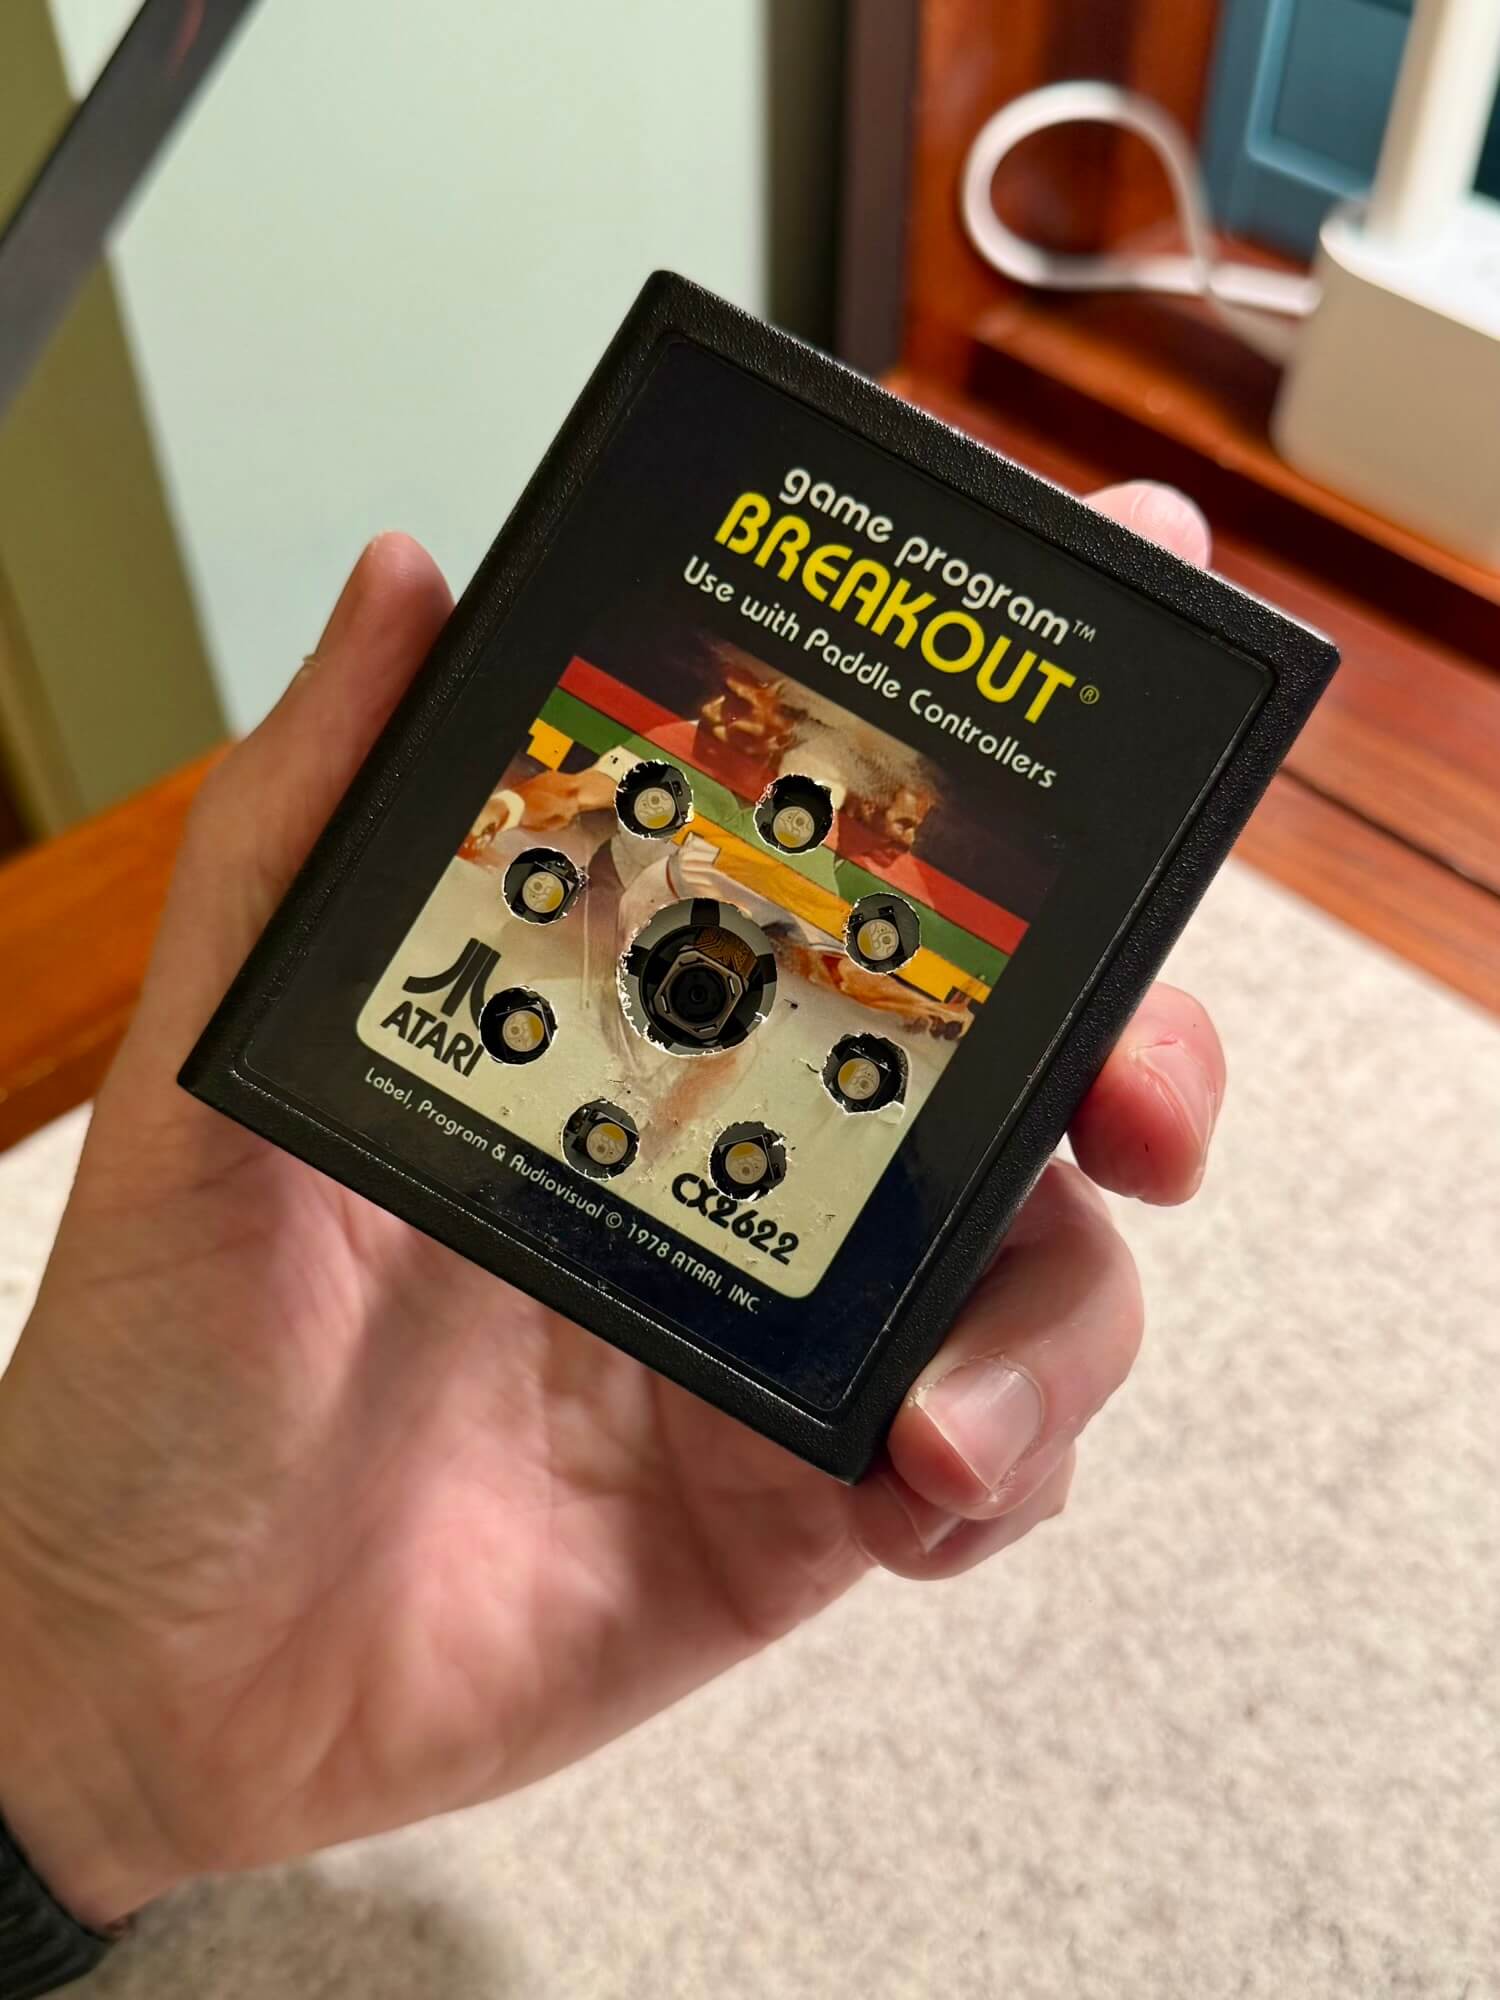 game program™
BREAKOUT®
Use with Paddle Controllers
ATARI
CX2622
Label, Program & Audiovisual © 1978 ATARI, INC.